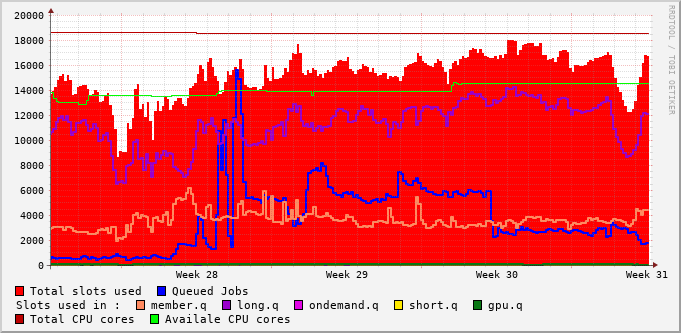 20000
18000
16000
14000
12000
10000
8000
6000
4000
2000
0
Week 28 Week 29 Week 30 Week 31
Total slots used Queued Jobs
Slots used in : member.q long.q ondemand.q short.q gpu.q
Total CPU cores Availale CPU cores
RRDTOOL / TOBI OETIKER